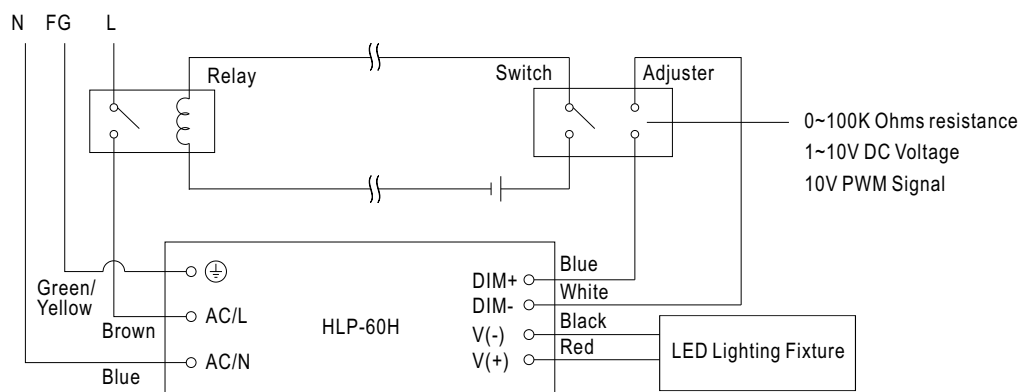 N FG L
Relay
Switch
Adjuster
0~100K Ohms resistance
1~10V DC Voltage
10V PWM Signal
Green/
Yellow
Brown
Blue
AC/L
AC/N
HLP-60H
DIM+
DIM-
V(-)
V(+)
Blue
White
Black
Red
LED Lighting Fixture